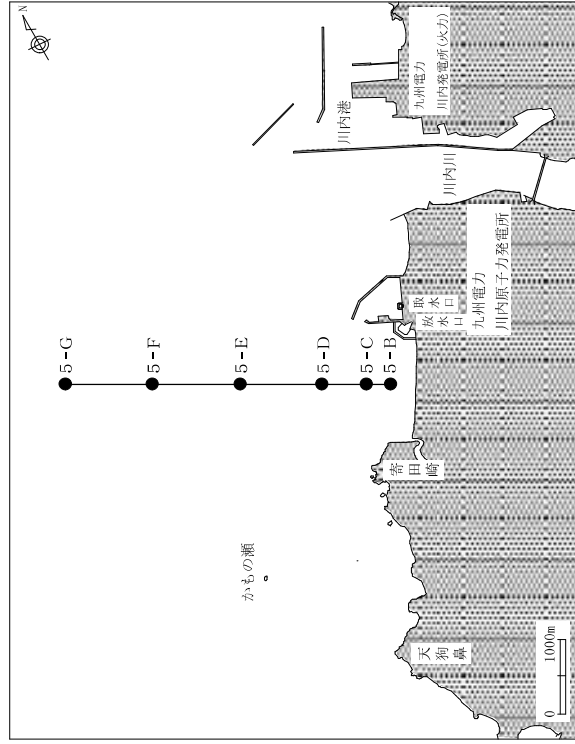 N
九州電力
川内発電所(火力)
川内港
川内川
九州電力
川内原子力発電所
取水口
放水口
5-G
5-F
5-E
5-D
5-C
5-B
寄田崎
かもの瀬
天狗鼻
0 1000m